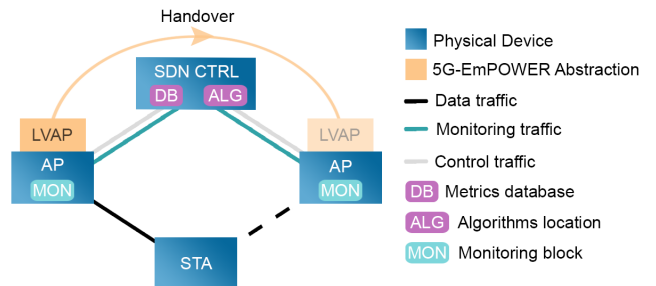 Handover
SDN CTRL
DB ALG
LVAP
LVAP
AP
AP
MON
MON
STA
Physical Device
5G-EmPOWER Abstraction
Data traffic
Monitoring traffic
Control traffic
DB Metrics database
ALG Algorithms location
MON Monitoring block